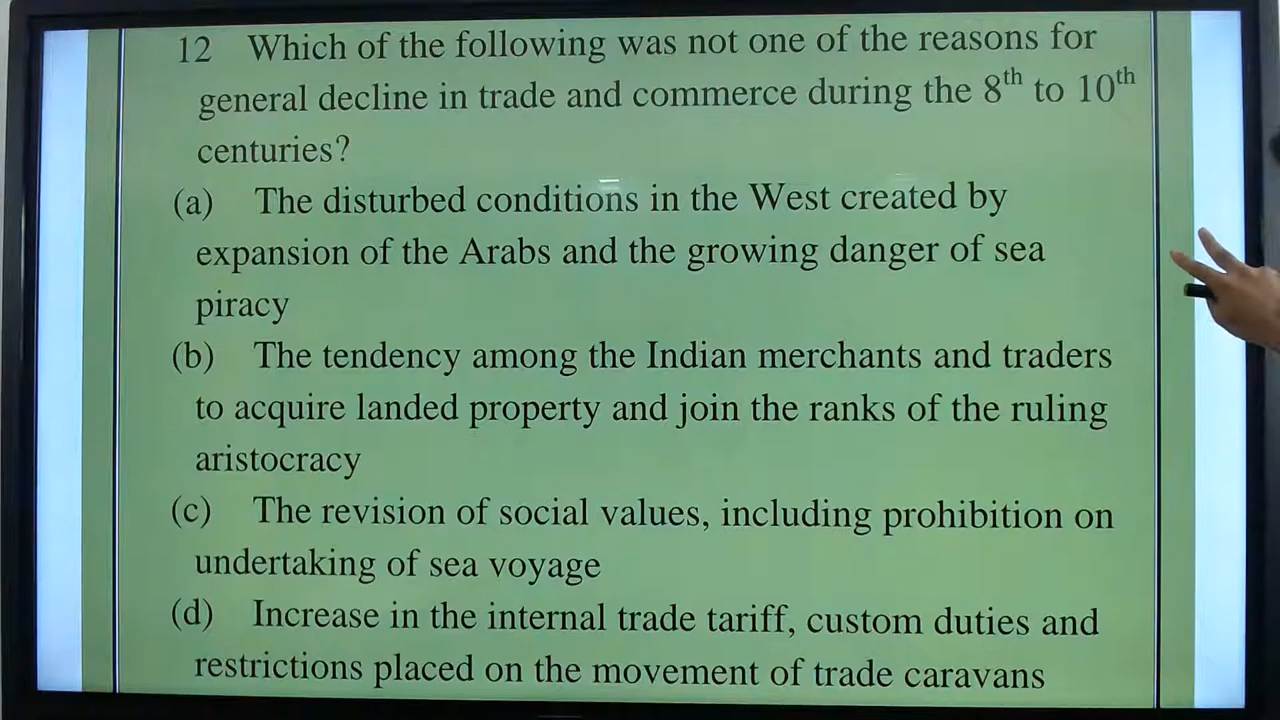 12 Which of the following was not one of the reasons for
general decline in trade and commerce during the 8th to 10th
centuries?
(a) The disturbed conditions in the West created by
expansion of the Arabs and the growing danger of sea
piracy
(b) The tendency among the Indian merchants and traders
to acquire landed property and join the ranks of the ruling
aristocracy
(c) The revision of social values, including prohibition on
undertaking of sea voyage
(d) Increase in the internal trade tariff, custom duties and
restrictions placed on the movement of trade caravans